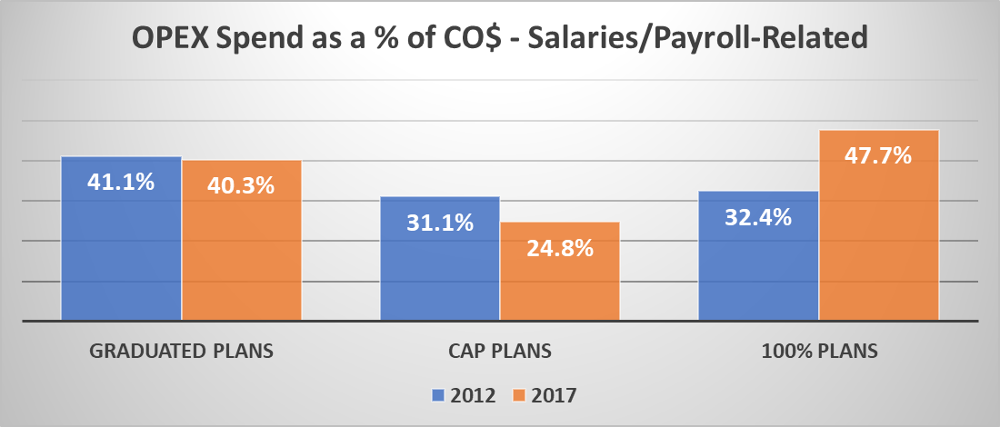 OPEX Spend as a % of CO$ - Salaries/Payroll-Related
41.1%
40.3%
31.1%
24.8%
32.4%
47.7%
GRADUATED PLANS
CAP PLANS
100% PLANS
2012
2017